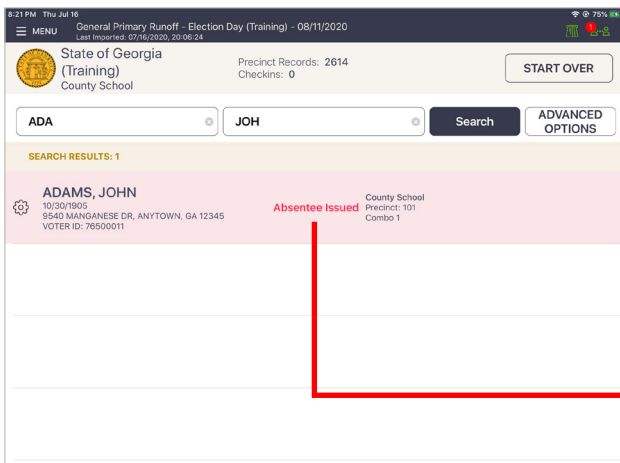 8:21 PM Thu Jul 16
75%
MENU
General Primary Runoff - Election Day (Training) - 08/11/2020
Last Imported: 07/16/2020, 20:06:24
1
State of Georgia
(Training)
County School
Precinct Records: 2614
Checkins: 0
START OVER
ADA
JOH
Search
ADVANCED
OPTIONS
SEARCH RESULTS: 1
ADAMS, JOHN
10/30/1905
9540 MANGANESE DR, ANYTOWN, GA 12345
VOTER ID: 76500011
Absentee Issued
County School
Precinct: 101
Combo 1